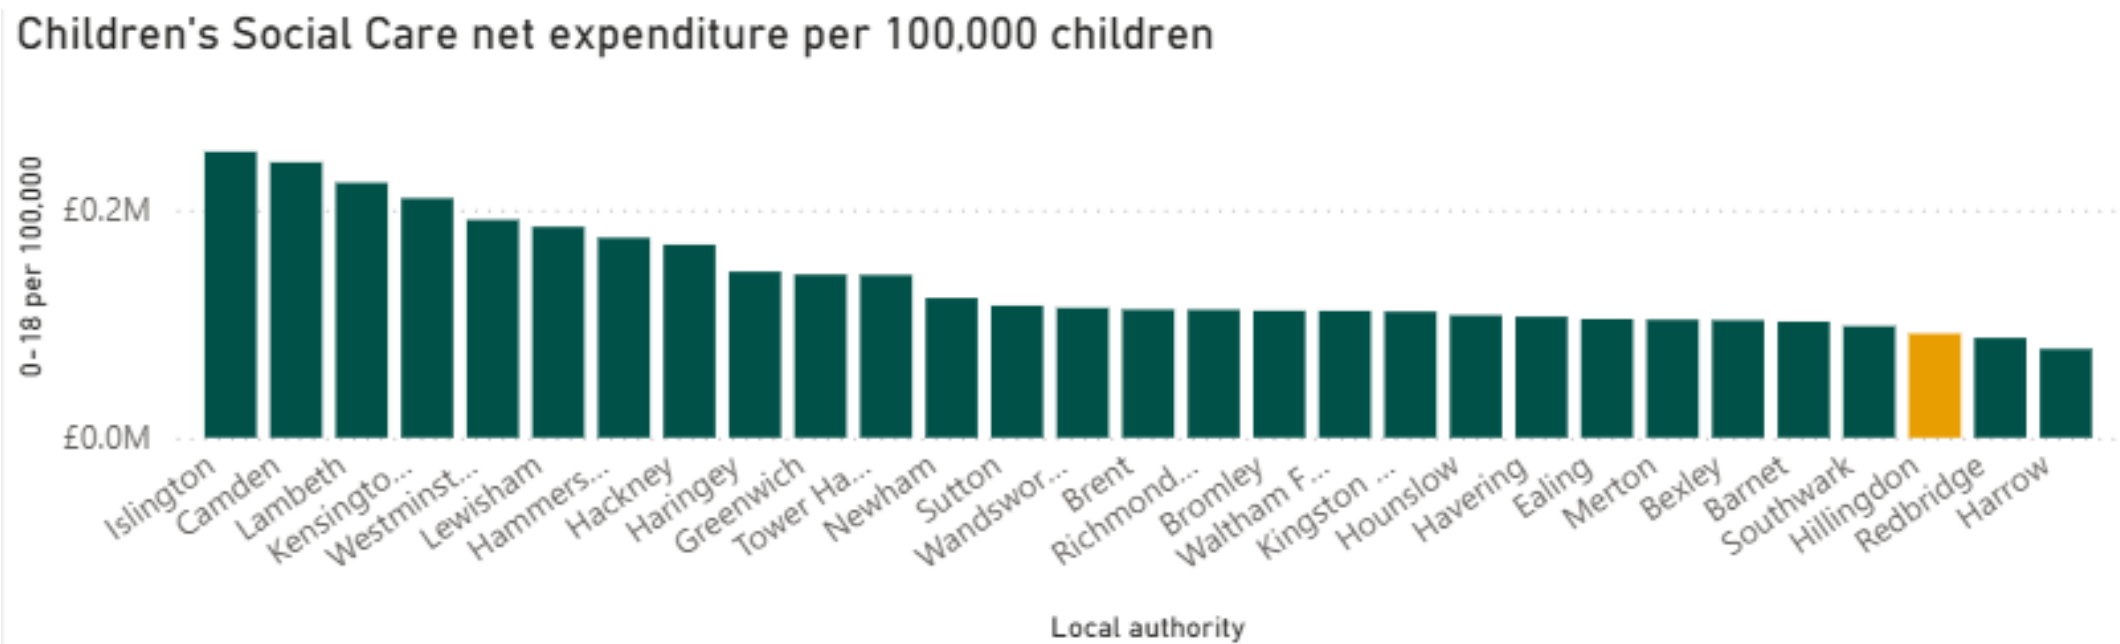 Children's Social Care net expenditure per 100,000 children
0-18 per 100,000
£0.2M
£0.0M
Islington
Camden
Lambeth
Kensingto...
Westminst...
Lewisham
Hammers...
Hackney
Haringey
Greenwich
Tower Ha...
Newham
Sutton
Wandswor...
Brent
Richmond...
Bromley
Waltham F...
Kingston ...
Hounslow
Havering
Ealing
Merton
Bexley
Barnet
Southwark
Hillingdon
Redbridge
Harrow
Local authority